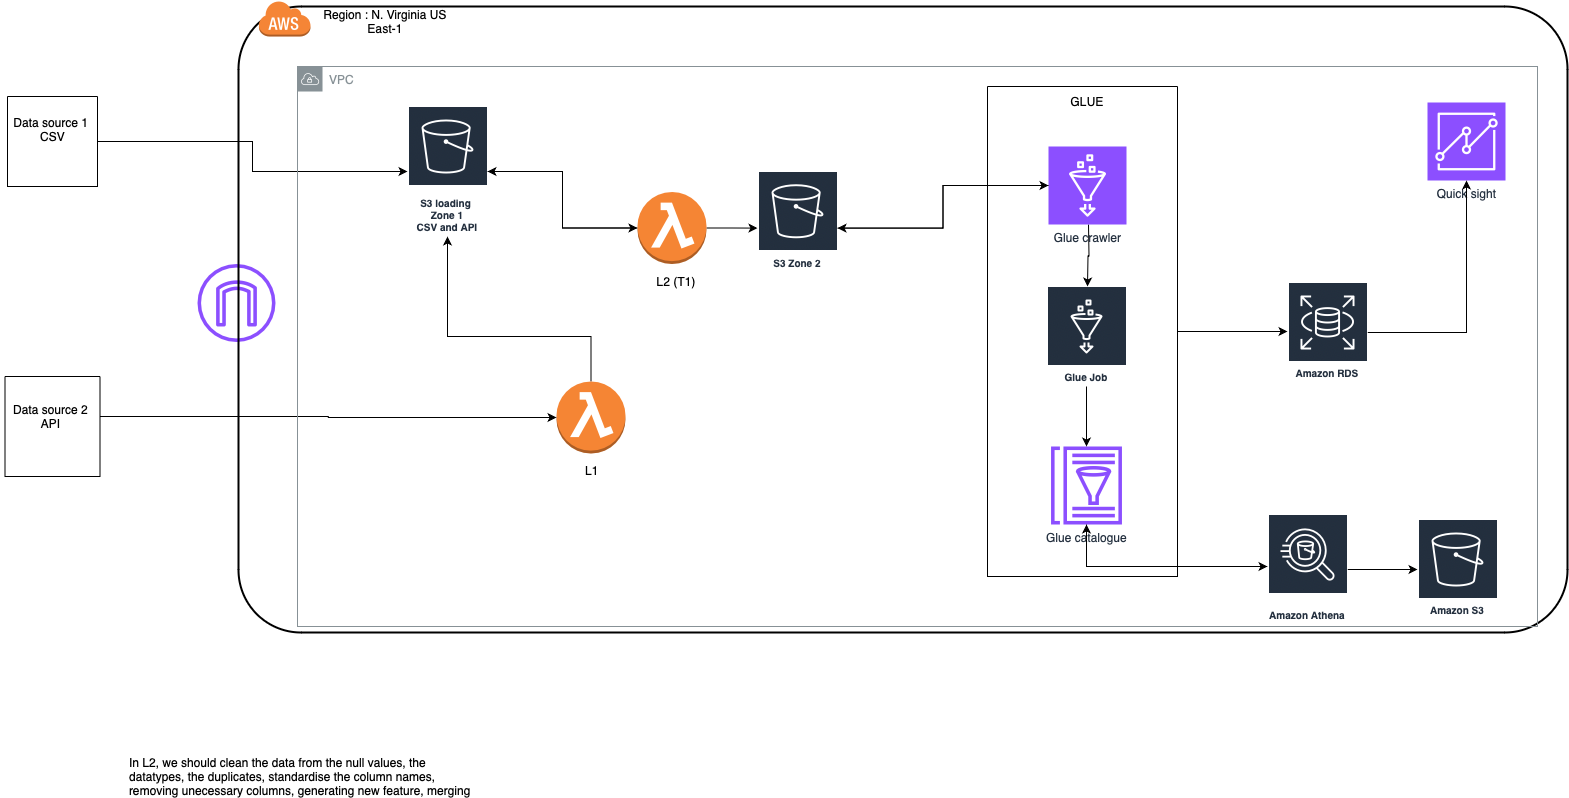 AWS
Region : N. Virginia US
East-1
VPC
Data source 1
CSV
S3 loading
Zone 1
CSV and API
L2 (T1)
S3 Zone 2
GLUE
Glue crawler
Glue Job
Glue catalogue
Quick sight
Amazon RDS
Data source 2
API
L1
Amazon Athena
Amazon S3
In L2, we should clean the data from the null values, the
datatypes, the duplicates, standardise the column names,
removing unecessary columns, generating new feature, merging